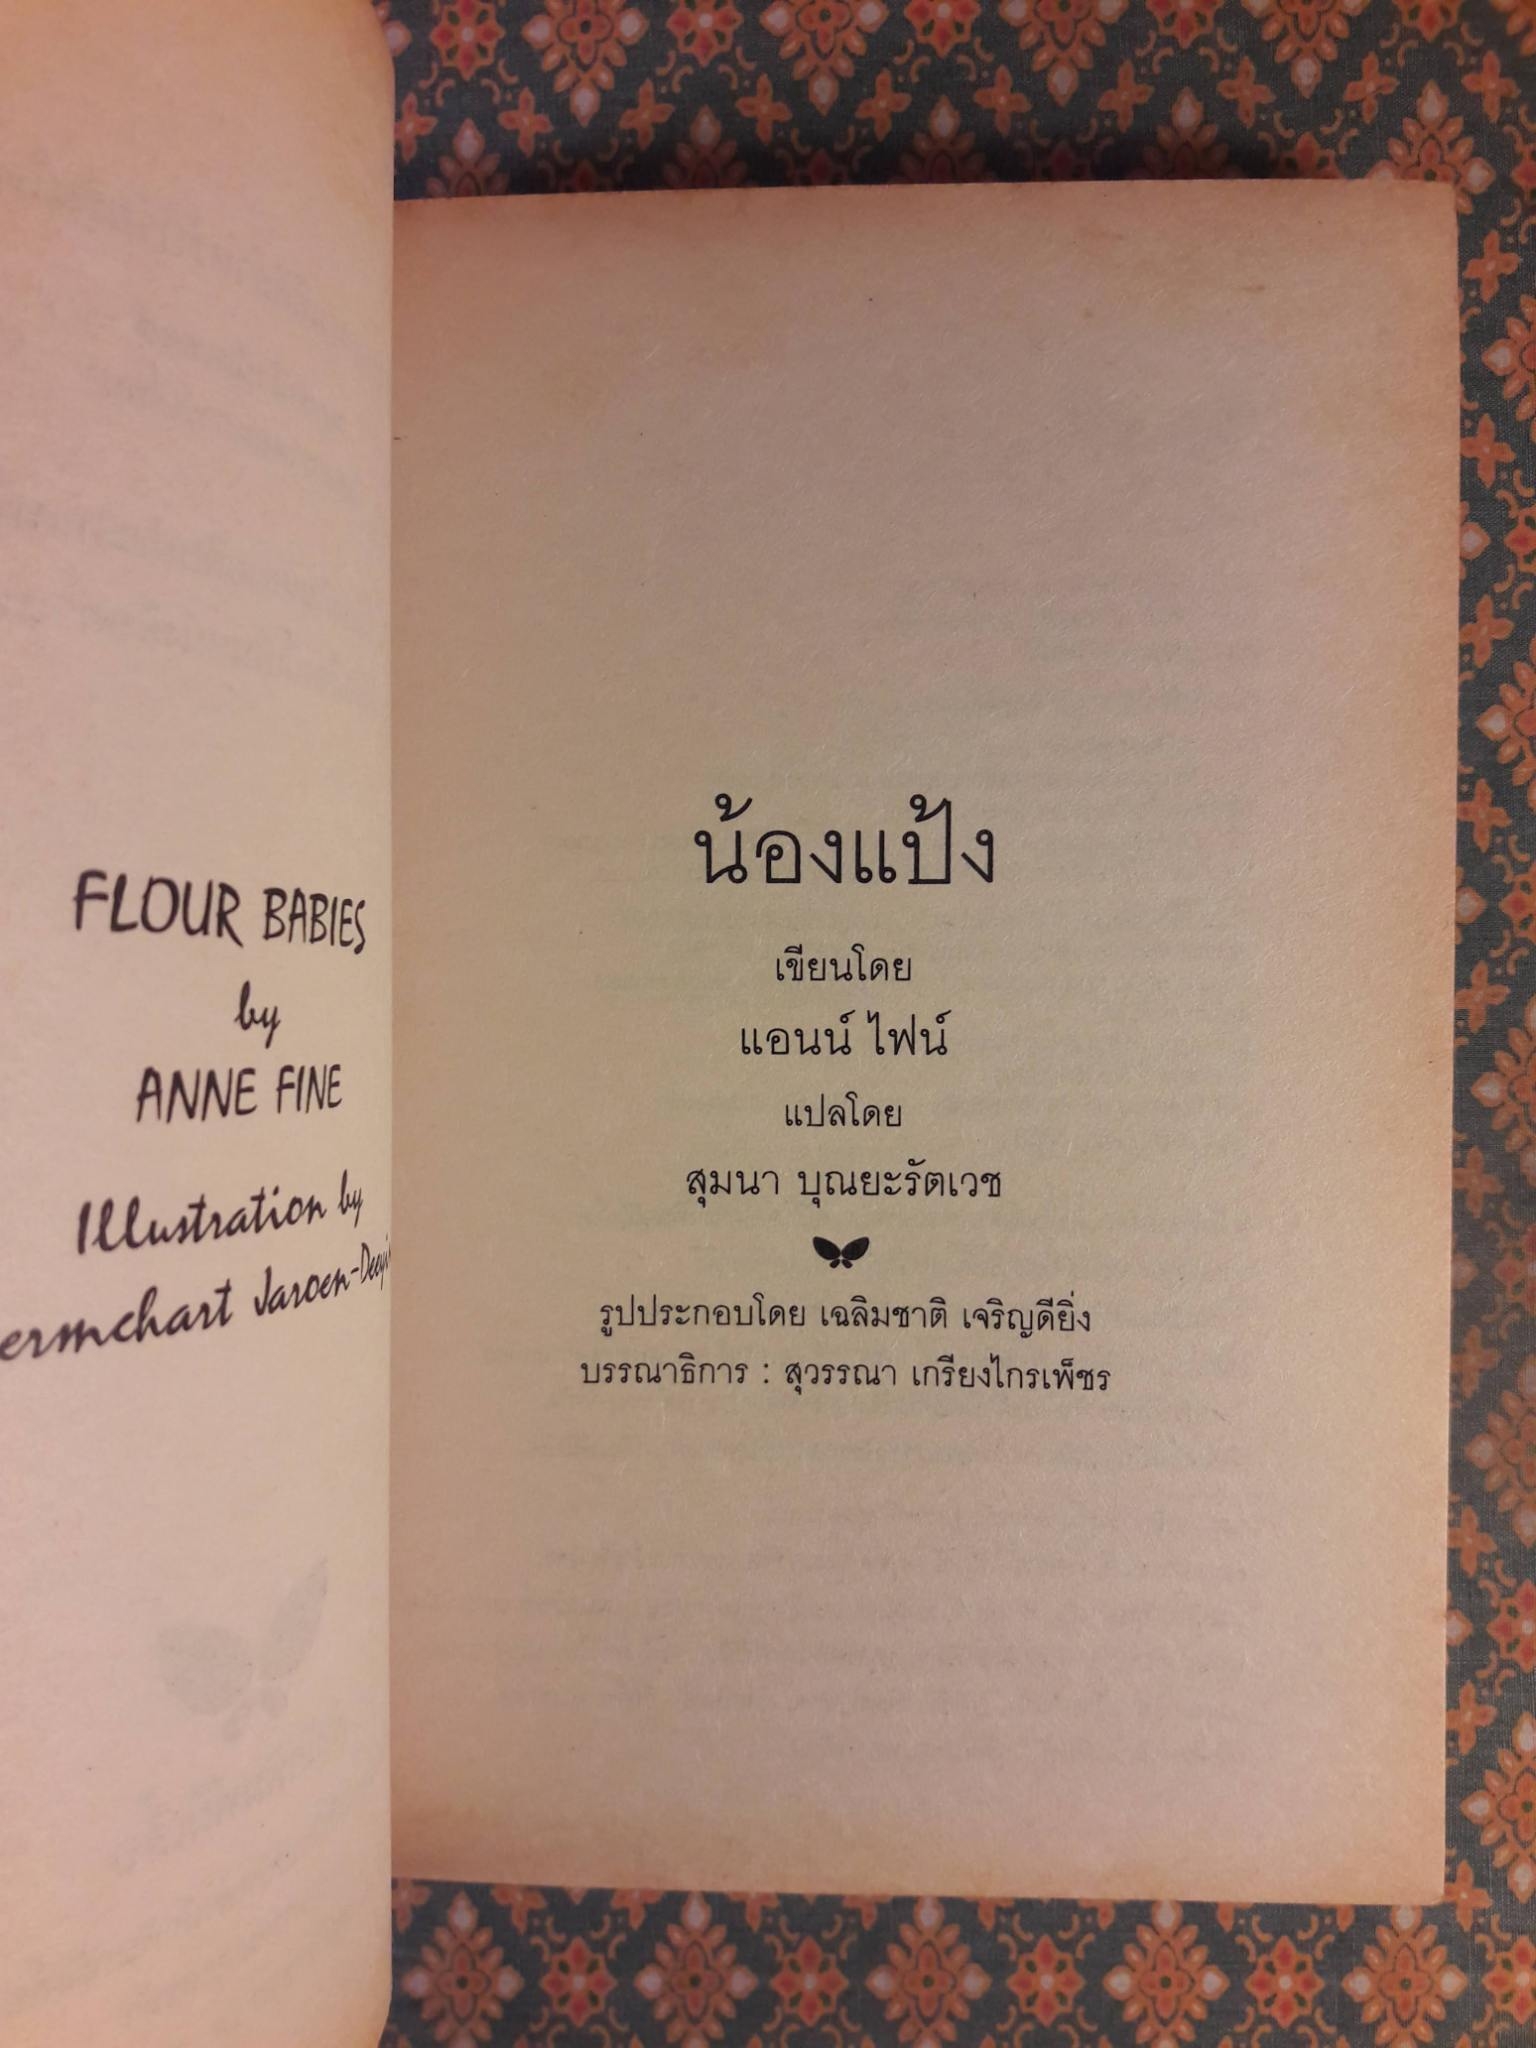 FLOUR BABIES
by
ANNE FINE
Illustration by
Jaroen-
น้องแป้ง
เขียนโดย
แอนน์ ไฟน์
แปลโดย
สุมนา บุณยะรัตเวช
รูปประกอบโดย เฉลิมชาติ เจริญดียิ่ง
บรรณาธิการ : สุวรรณา เกรียงไกรเพ็ชร